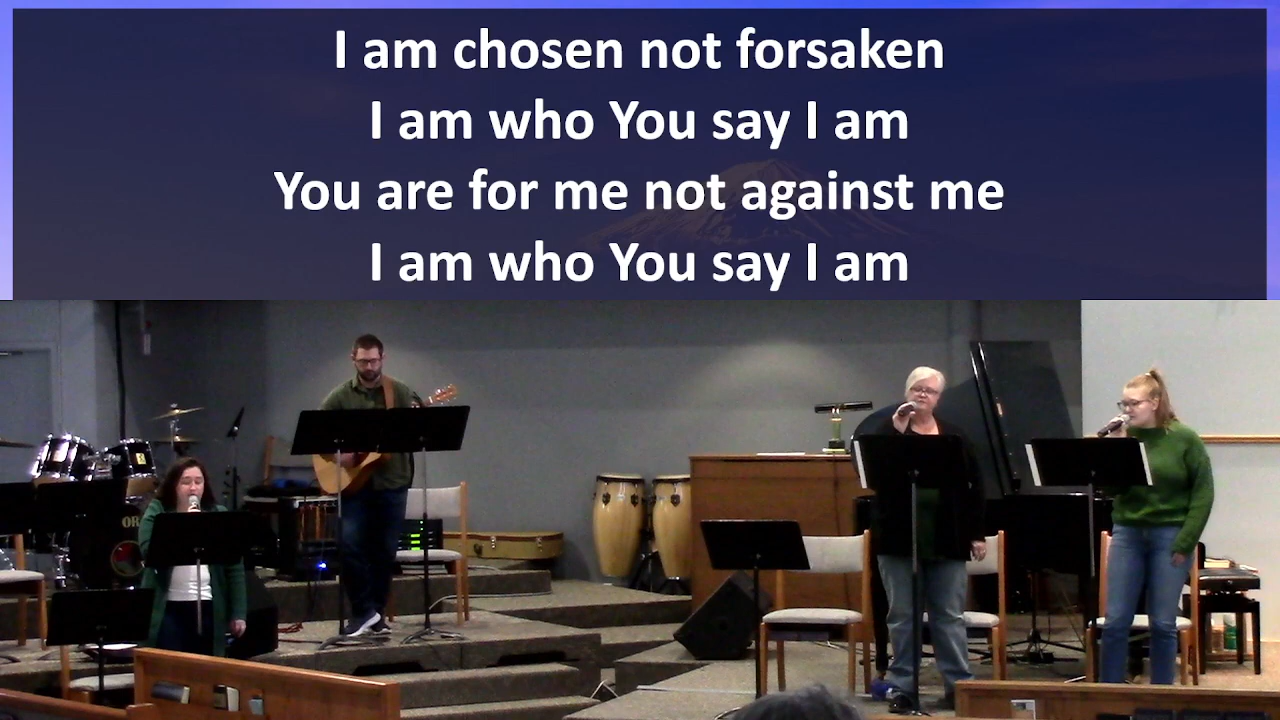 I am chosen not forsaken
I am who You say I am
You are for me not against me
I am who You say I am
OR